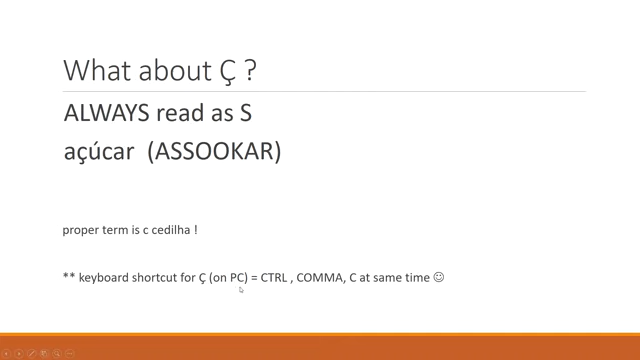 What about Ç ?
ALWAYS read as S
açúcar (ASSOOKAR)
proper term is c cedilha !
** keyboard shortcut for Ç (on PC) = CTRL , COMMA, C at same time ☺